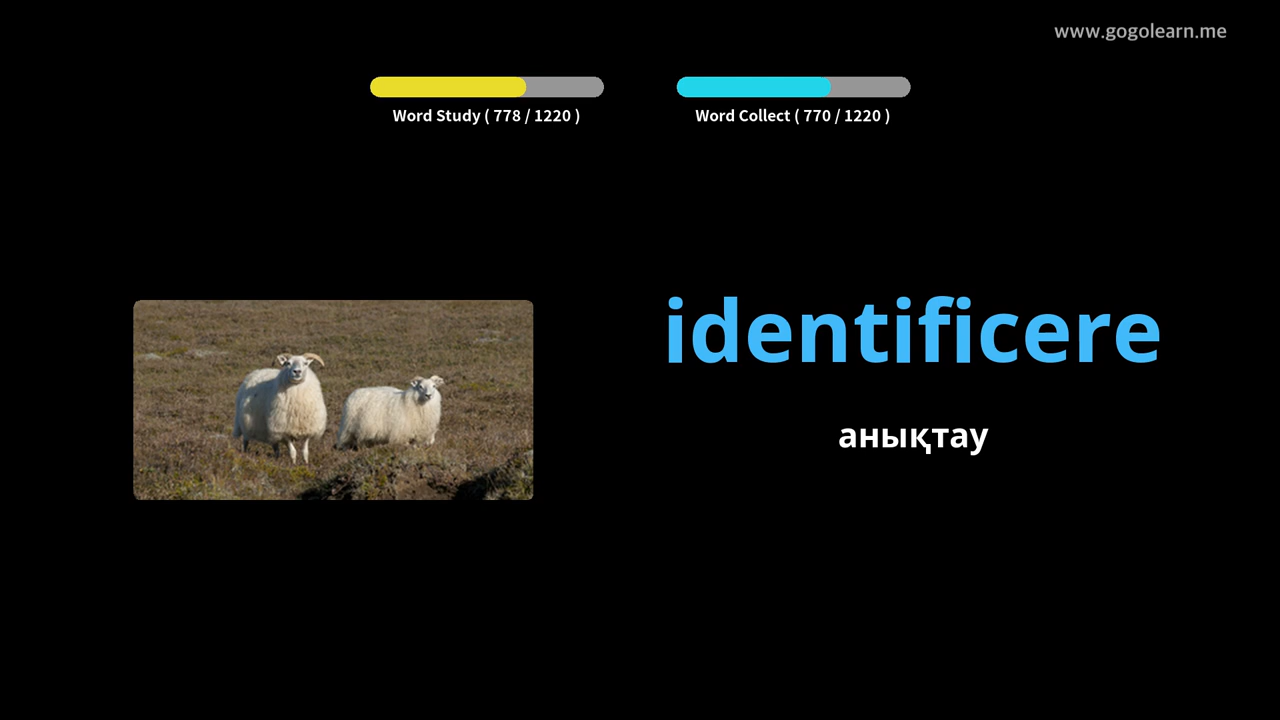 www.gogolearn.me
Word Study ( 778 / 1220 )
Word Collect ( 770 / 1220 )
identificere
анықтау